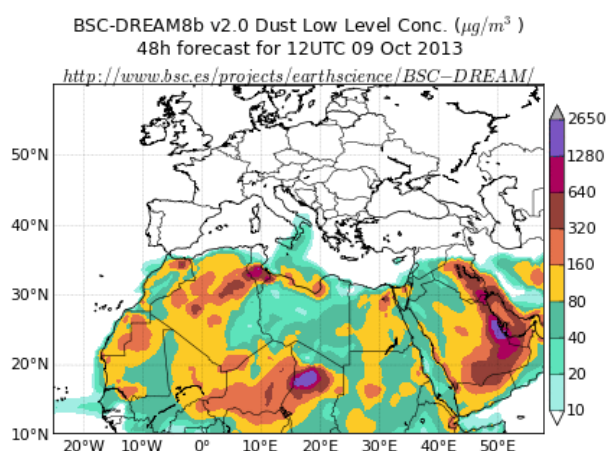 BSC-DREAM8b v2.0 Dust Low Level Conc. (μg/m³ )
48h forecast for 12UTC 09 Oct 2013
http://www.bsc.es/projects/earthscience/BSC−DREAM/
2650
1280
640
320
160
80
40
20
10
50°N
40°N
30°N
20°N
10°N
20°W 10°W 0° 10°E 20°E 30°E 40°E 50°E